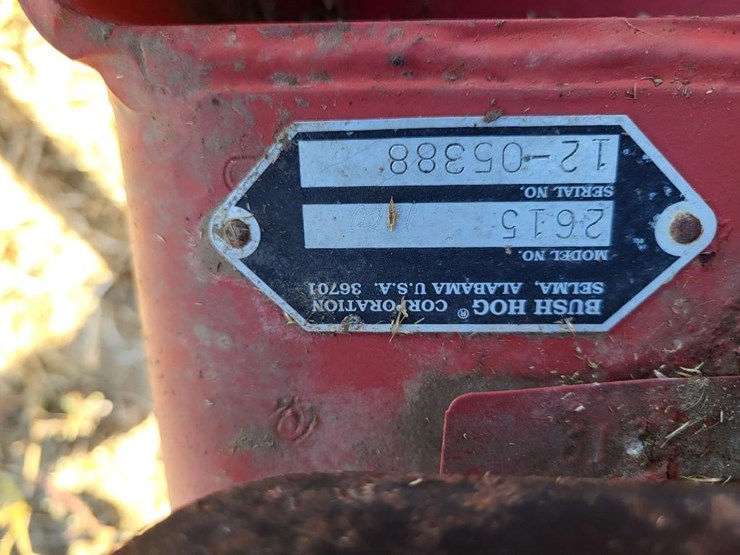 BUSH HOG® CORPORATION
SELMA, ALABAMA U.S.A. 36701
MODEL NO.
2615
SERIAL NO.
12-05388